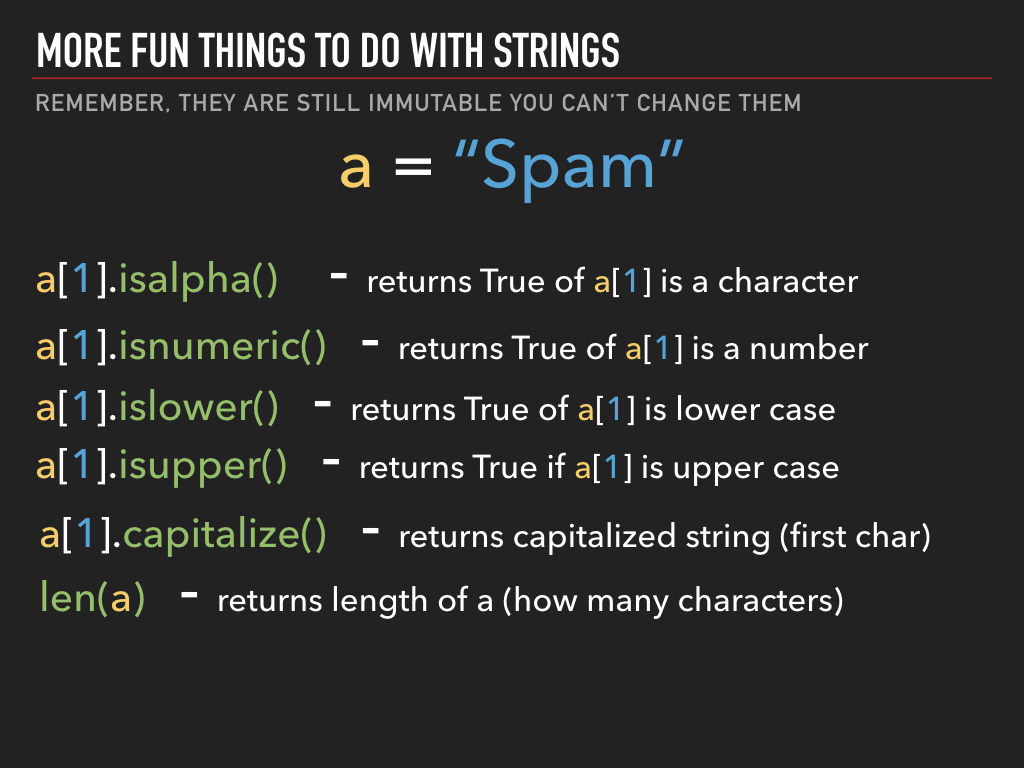 MORE FUN THINGS TO DO WITH STRINGS
REMEMBER, THEY ARE STILL IMMUTABLE YOU CAN’T CHANGE THEM
a = “Spam”
a[1].isalpha() - returns True of a[1] is a character
a[1].isnumeric() - returns True of a[1] is a number
a[1].islower() - returns True of a[1] is lower case
a[1].isupper() - returns True if a[1] is upper case
a[1].capitalize() - returns capitalized string (first char)
len(a) - returns length of a (how many characters)